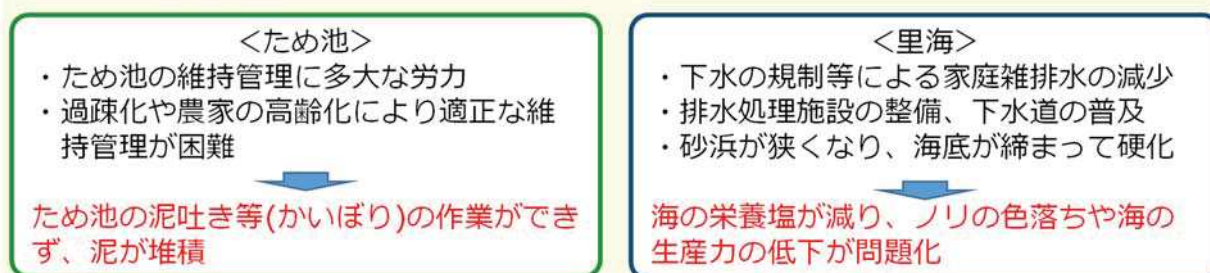 <ため池>
・ため池の維持管理に多大な労力
・過疎化や農家の高齢化により適正な維
持管理が困難
ため池の泥吐き等(かいぼり)の作業ができ
ず、泥が堆積
<里海>
・下水の規制等による家庭雑排水の減少
・排水処理施設の整備、下水道の普及
・砂浜が狭くなり、海底が締まって硬化
海の栄養塩が減り、ノリの色落ちや海の
生産力の低下が問題化